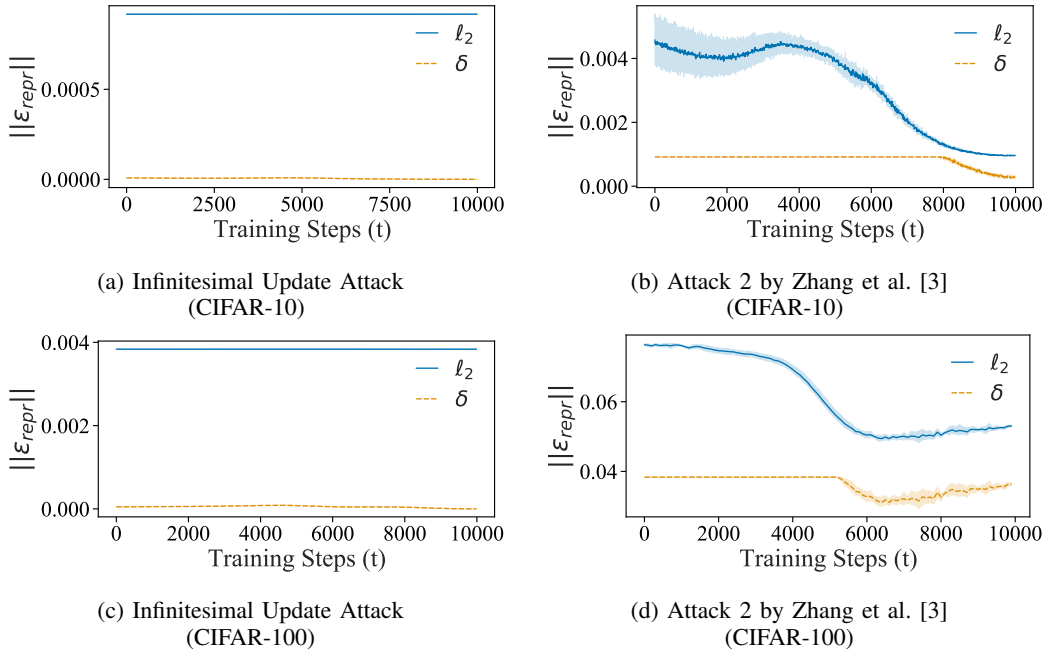 ||ε_repr||
0.0005
0.0000
ℓ₂
δ
0 2500 5000 7500 10000
Training Steps (t)
(a) Infinitesimal Update Attack
(CIFAR-10)
||ε_repr||
0.004
0.002
0.000
ℓ₂
δ
0 2000 4000 6000 8000 10000
Training Steps (t)
(b) Attack 2 by Zhang et al. [3]
(CIFAR-10)
||ε_repr||
0.004
0.002
0.000
ℓ₂
δ
0 2000 4000 6000 8000 10000
Training Steps (t)
(c) Infinitesimal Update Attack
(CIFAR-100)
||ε_repr||
0.06
0.04
ℓ₂
δ
0 2000 4000 6000 8000 10000
Training Steps (t)
(d) Attack 2 by Zhang et al. [3]
(CIFAR-100)